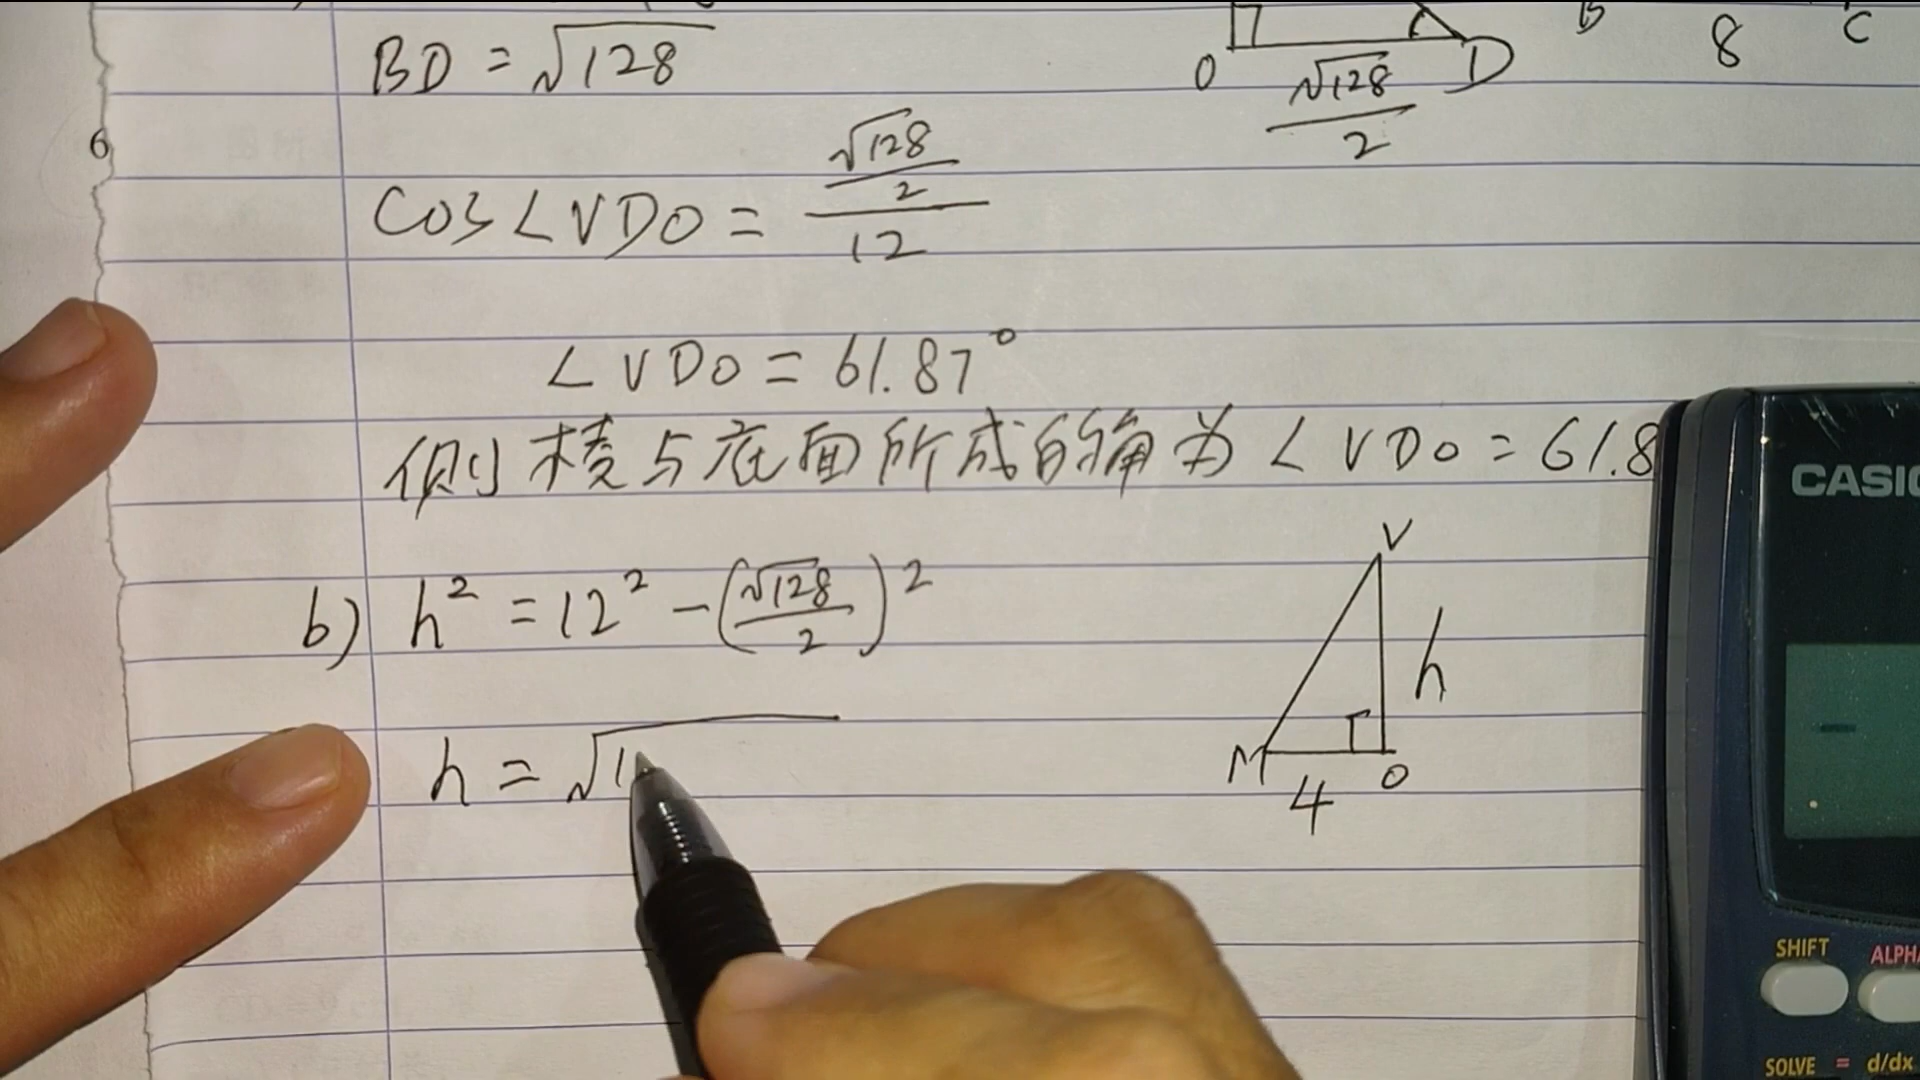 BD = √128
O √128/2 D
B 8 C
6
COS∠VDO = (√128/2)/12
∠VDO = 61.87°
侧棱与底面所成的角为∠VDO = 61.8
b) h² = 12² - (√128/2)²
h = √1
V
h
M 4 O
CASIO
SHIFT ALPHA
SOLVE = d/dx